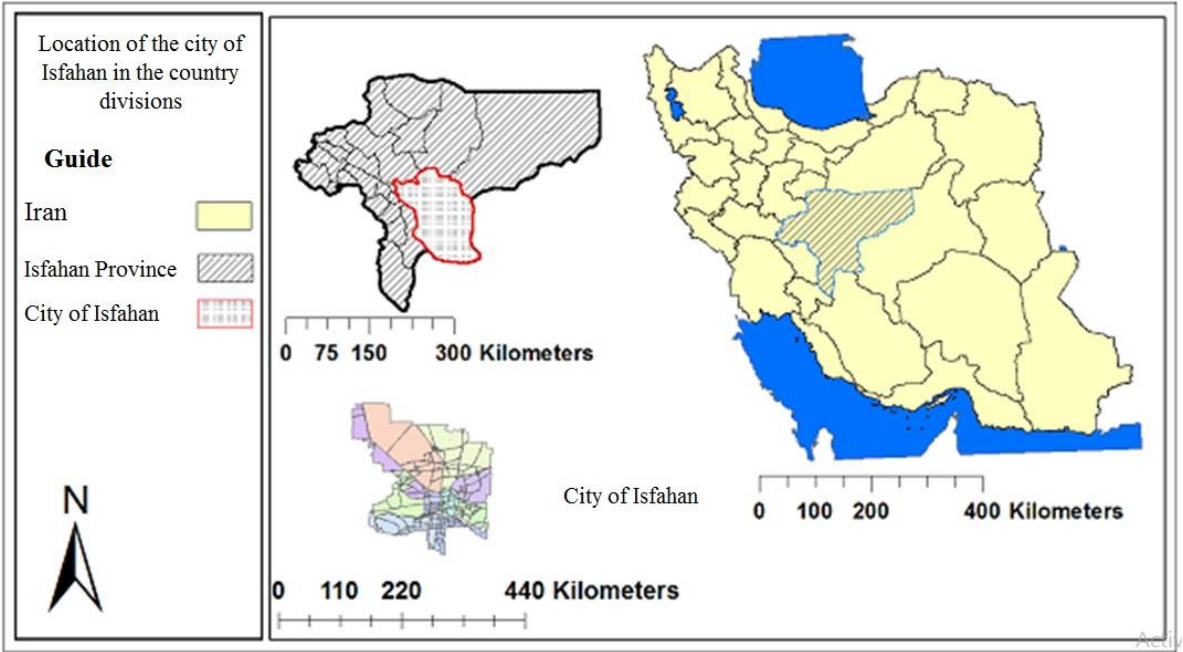 Location of the city of
Isfahan in the country
divisions
Guide
Iran
Isfahan Province
City of Isfahan
N
0 75 150 300 Kilometers
City of Isfahan
0 110 220 440 Kilometers
0 100 200 400 Kilometers